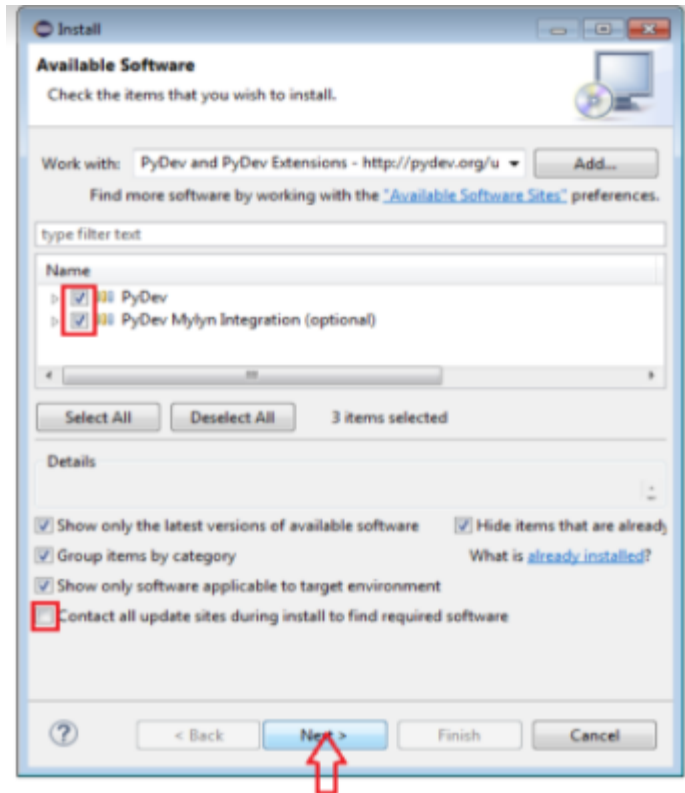 Install
Available Software
Check the items that you wish to install.
Work with: PyDev and PyDev Extensions - http://pydev.org/u Add...
Find more software by working with the "Available Software Sites" preferences.
type filter text
Name
PyDev
PyDev Mylyn Integration (optional)
Select All Deselect All 3 items selected
Details
Show only the latest versions of available software Hide items that are already
Group items by category What is already installed?
Show only software applicable to target environment
Contact all update sites during install to find required software
? < Back Next > Finish Cancel